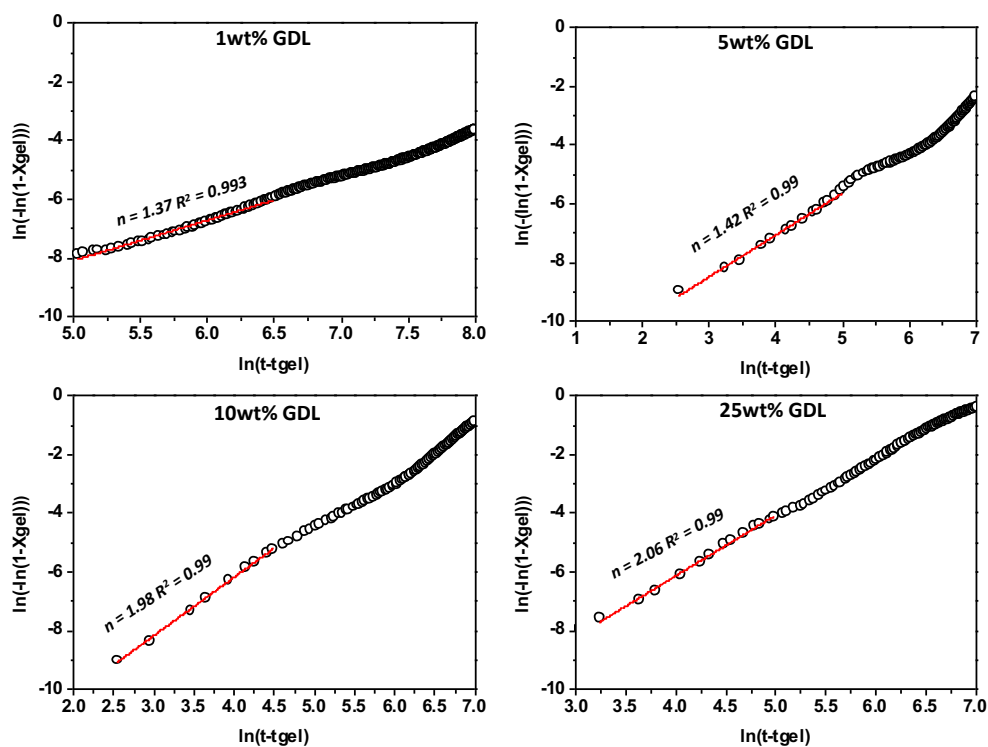 1wt% GDL
ln(-ln(1-Xgel)))
0
-2
-4
-6
-8
-10
n = 1.37 R² = 0.993
5.0 5.5 6.0 6.5 7.0 7.5 8.0
ln(t-tgel)
5wt% GDL
ln(-(ln(1-Xgel)))
0
-2
-4
-6
-8
-10
n = 1.42 R² = 0.99
1 2 3 4 5 6 7
ln(t-tgel)
10wt% GDL
ln(-ln(1-Xgel)))
0
-2
-4
-6
-8
-10
n = 1.98 R² = 0.99
2.0 2.5 3.0 3.5 4.0 4.5 5.0 5.5 6.0 6.5 7.0
ln(t-tgel)
25wt% GDL
ln(-ln(1-Xgel)))
0
-2
-4
-6
-8
-10
n = 2.06 R² = 0.99
3.0 3.5 4.0 4.5 5.0 5.5 6.0 6.5 7.0
ln(t-tgel)